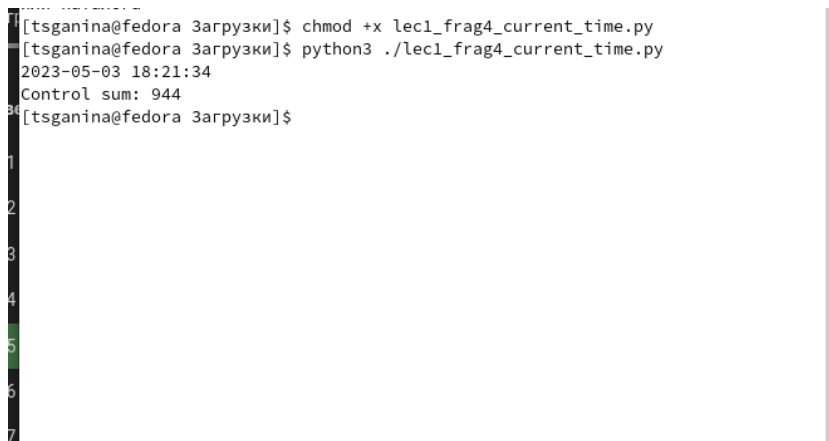 [tsganina@fedora Загрузки]$ chmod +x lec1_frag4_current_time.py
[tsganina@fedora Загрузки]$ python3 ./lec1_frag4_current_time.py
2023-05-03 18:21:34
Control sum: 944
[tsganina@fedora Загрузки]$
1
2
3
4
5
6
7